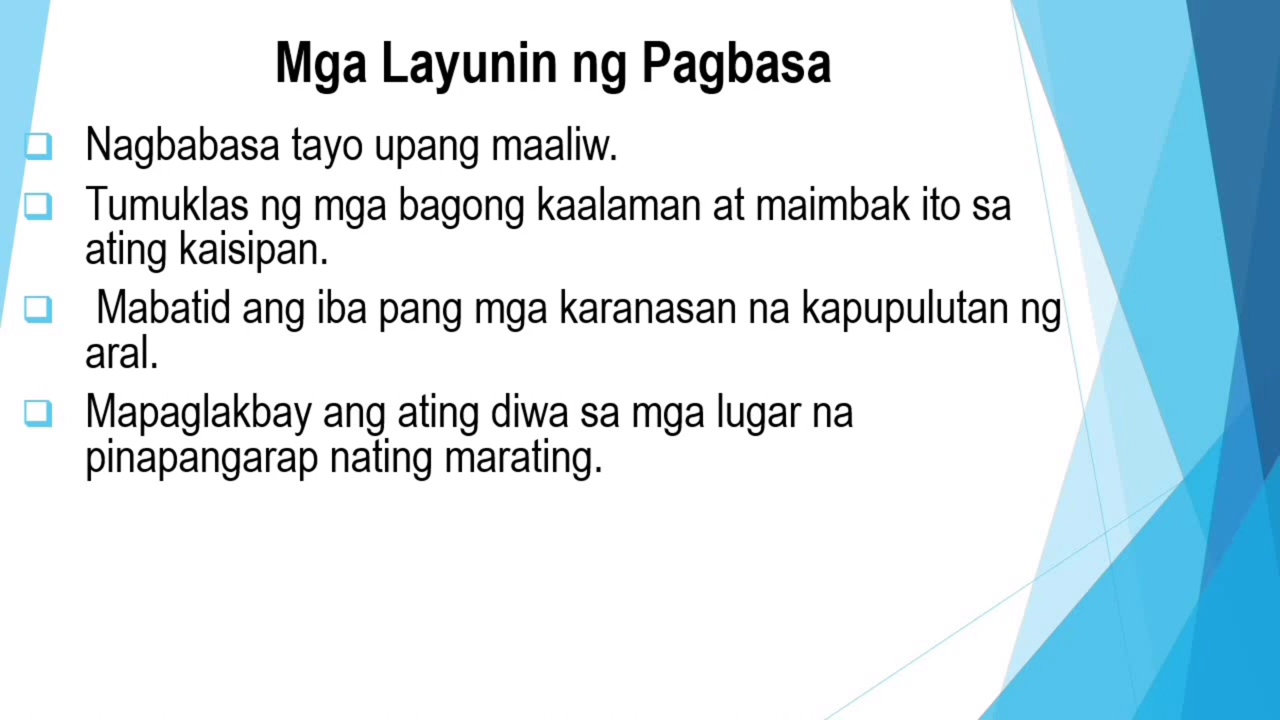 Mga Layunin ng Pagbasa
Nagbabasa tayo upang maaliw.
Tumuklas ng mga bagong kaalaman at maimbak ito sa
ating kaisipan.
Mabatid ang iba pang mga karanasan na kapupulutan ng
aral.
Mapaglakbay ang ating diwa sa mga lugar na
pinapangarap nating marating.